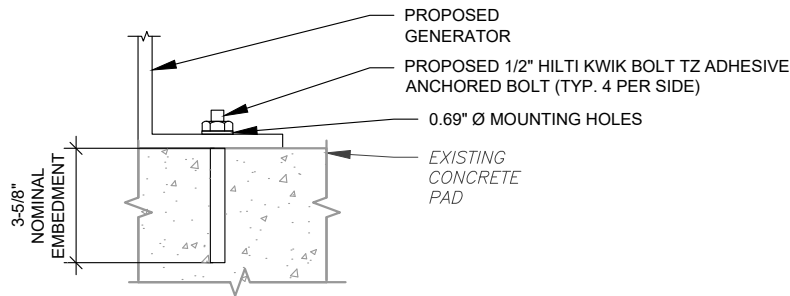 PROPOSED
GENERATOR
PROPOSED 1/2" HILTI KWIK BOLT TZ ADHESIVE
ANCHORED BOLT (TYP. 4 PER SIDE)
0.69" Ø MOUNTING HOLES
EXISTING
CONCRETE
PAD
3-5/8"
NOMINAL
EMBEDMENT